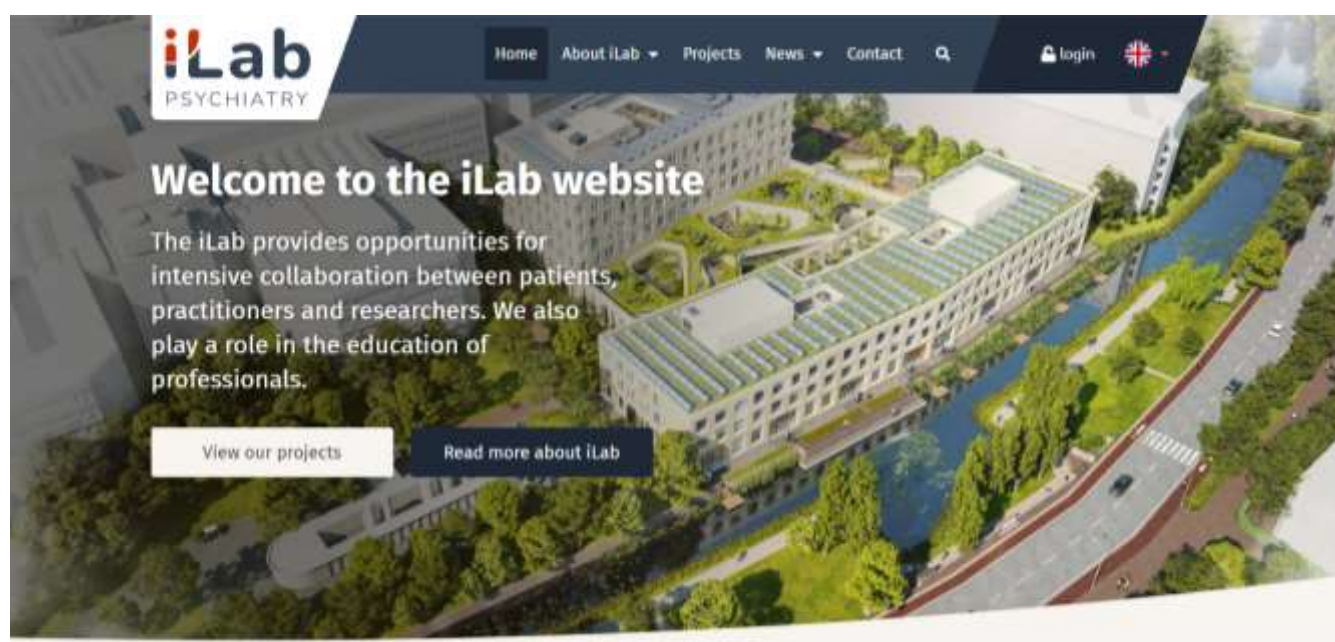 iLab
PSYCHIATRY
Home About iLab Projects News Contact login
Welcome to the iLab website
The iLab provides opportunities for
intensive collaboration between patients,
practitioners and researchers. We also
play a role in the education of
professionals.
View our projects Read more about iLab